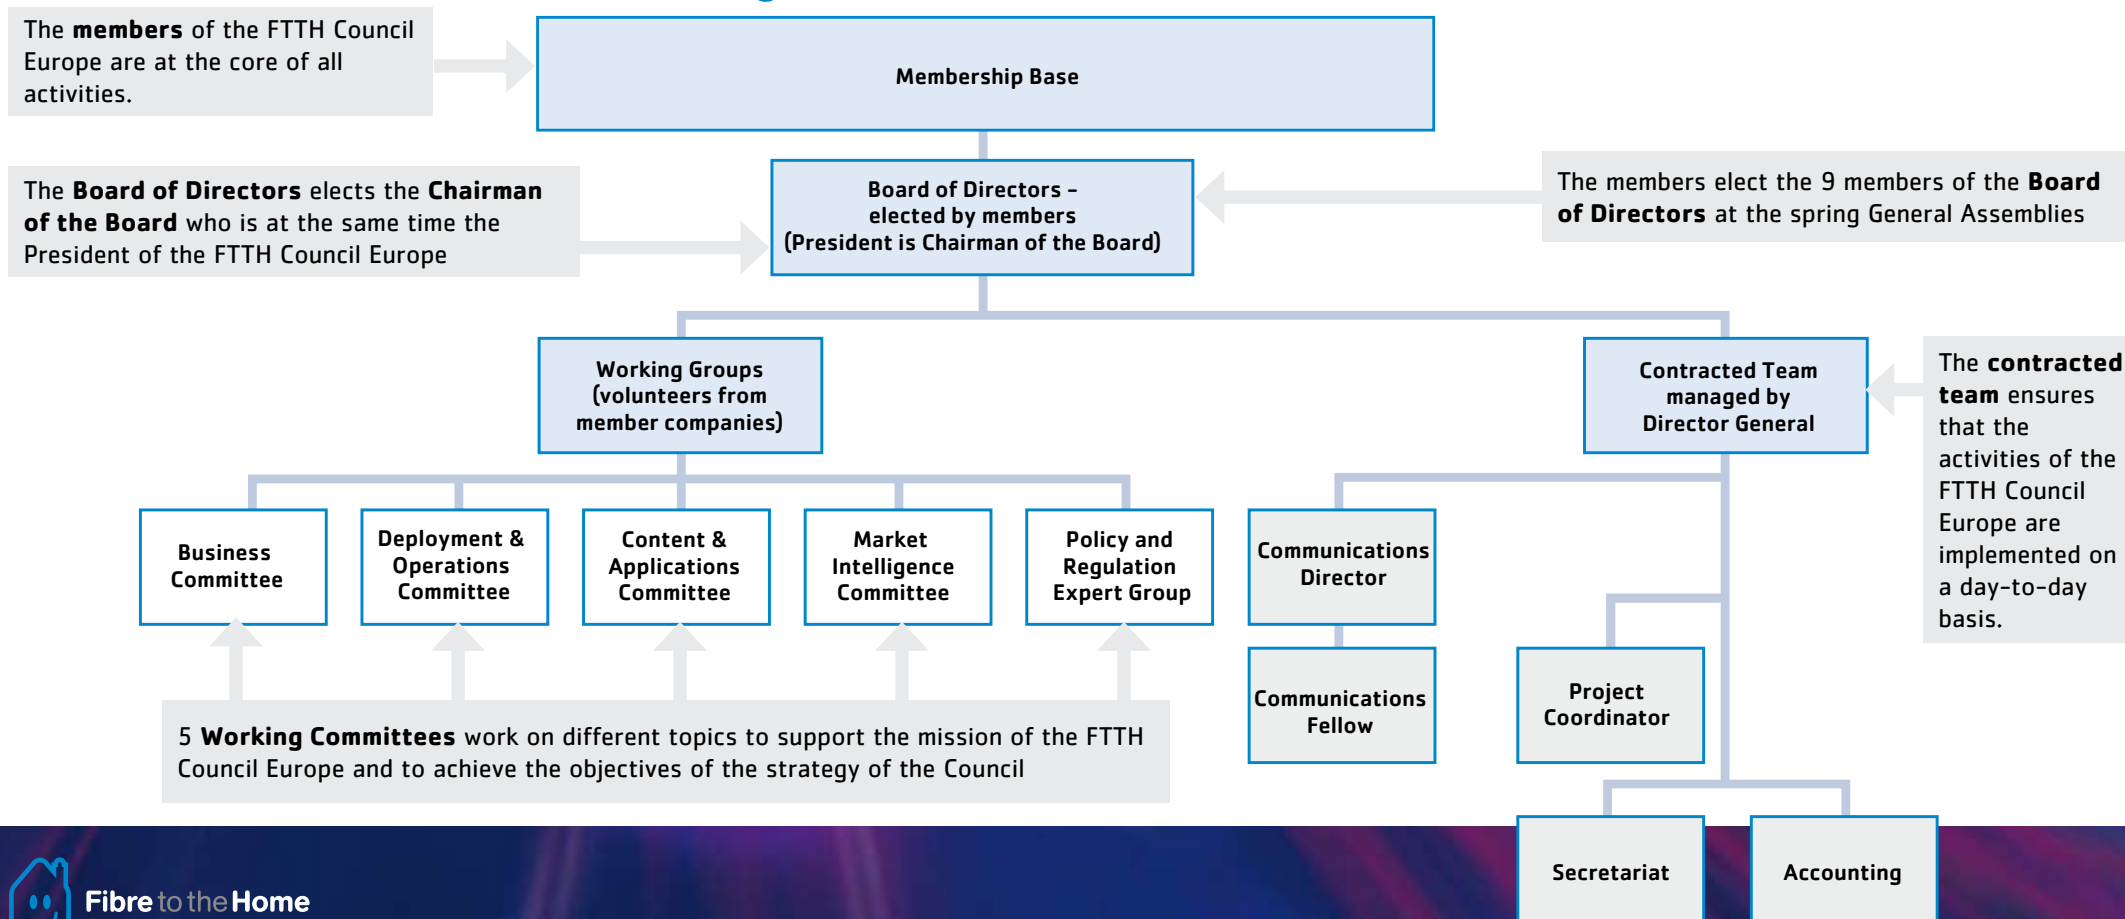 The members of the FTTH Council
Europe are at the core of all
activities.
Membership Base
The Board of Directors elects the Chairman
of the Board who is at the same time the
President of the FTTH Council Europe
Board of Directors –
elected by members
(President is Chairman of the Board)
The members elect the 9 members of the Board
of Directors at the spring General Assemblies
Working Groups
(volunteers from
member companies)
Contracted Team
managed by
Director General
The contracted
team ensures
that the
activities of the
FTTH Council
Europe are
implemented on
a day-to-day
basis.
Business
Committee
Deployment &
Operations
Committee
Content &
Applications
Committee
Market
Intelligence
Committee
Policy and
Regulation
Expert Group
Communications
Director
Communications
Fellow
Project
Coordinator
5 Working Committees work on different topics to support the mission of the FTTH
Council Europe and to achieve the objectives of the strategy of the Council
Secretariat
Accounting
Fibre to the Home